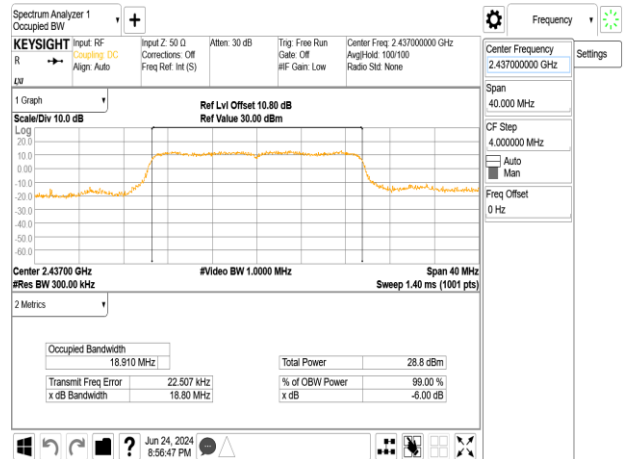 Spectrum Analyzer 1
Occupied BW
KEYSIGHT
R
Input: RF
Coupling: DC
Align: Auto
Input Z: 50 Ω
Corrections: Off
Freq Ref: Int (S)
Atten: 30 dB
Trig: Free Run
Gate: Off
#IF Gain: Low
Center Freq: 2.437000000 GHz
Avg|Hold: 100/100
Radio Std: None
LXI
1 Graph
Scale/Div 10.0 dB
Ref Lvl Offset 10.80 dB
Ref Value 30.00 dBm
Log
20.0
10.0
0.00
-10.0
-20.0
-30.0
-40.0
-50.0
-60.0
Center 2.43700 GHz
#Video BW 1.0000 MHz
Span 40 MHz
#Res BW 300.00 kHz
Sweep 1.40 ms (1001 pts)
2 Metrics
Occupied Bandwidth
18.910 MHz
Total Power 28.8 dBm
Transmit Freq Error 22.507 kHz
% of OBW Power 99.00 %
x dB Bandwidth 18.80 MHz
x dB -6.00 dB
Jun 24, 2024
8:56:47 PM
Frequency
Center Frequency
2.437000000 GHz
Settings
Span
40.000 MHz
CF Step
4.000000 MHz
Auto
Man
Freq Offset
0 Hz